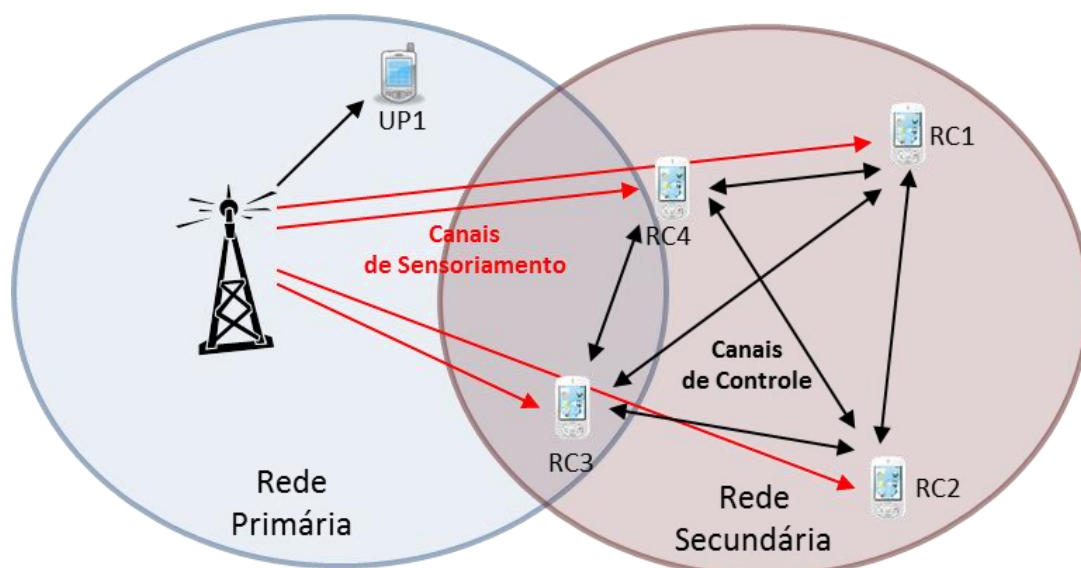 UP1
RC1
RC4
Canais
de Sensoriamento
Canais
de Controle
RC3
RC2
Rede
Primária
Rede
Secundária